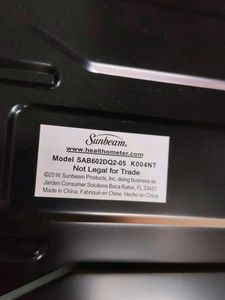 Sunbeam.
www.healthometer.com
Model SAB602DQ2-05 K004NT
Not Legal for Trade
©2016 Sunbeam Products, Inc. doing business as
Jarden Consumer Solutions Boca Raton, FL 33431
Made in China. Fabriqué en Chine. Hecho en China